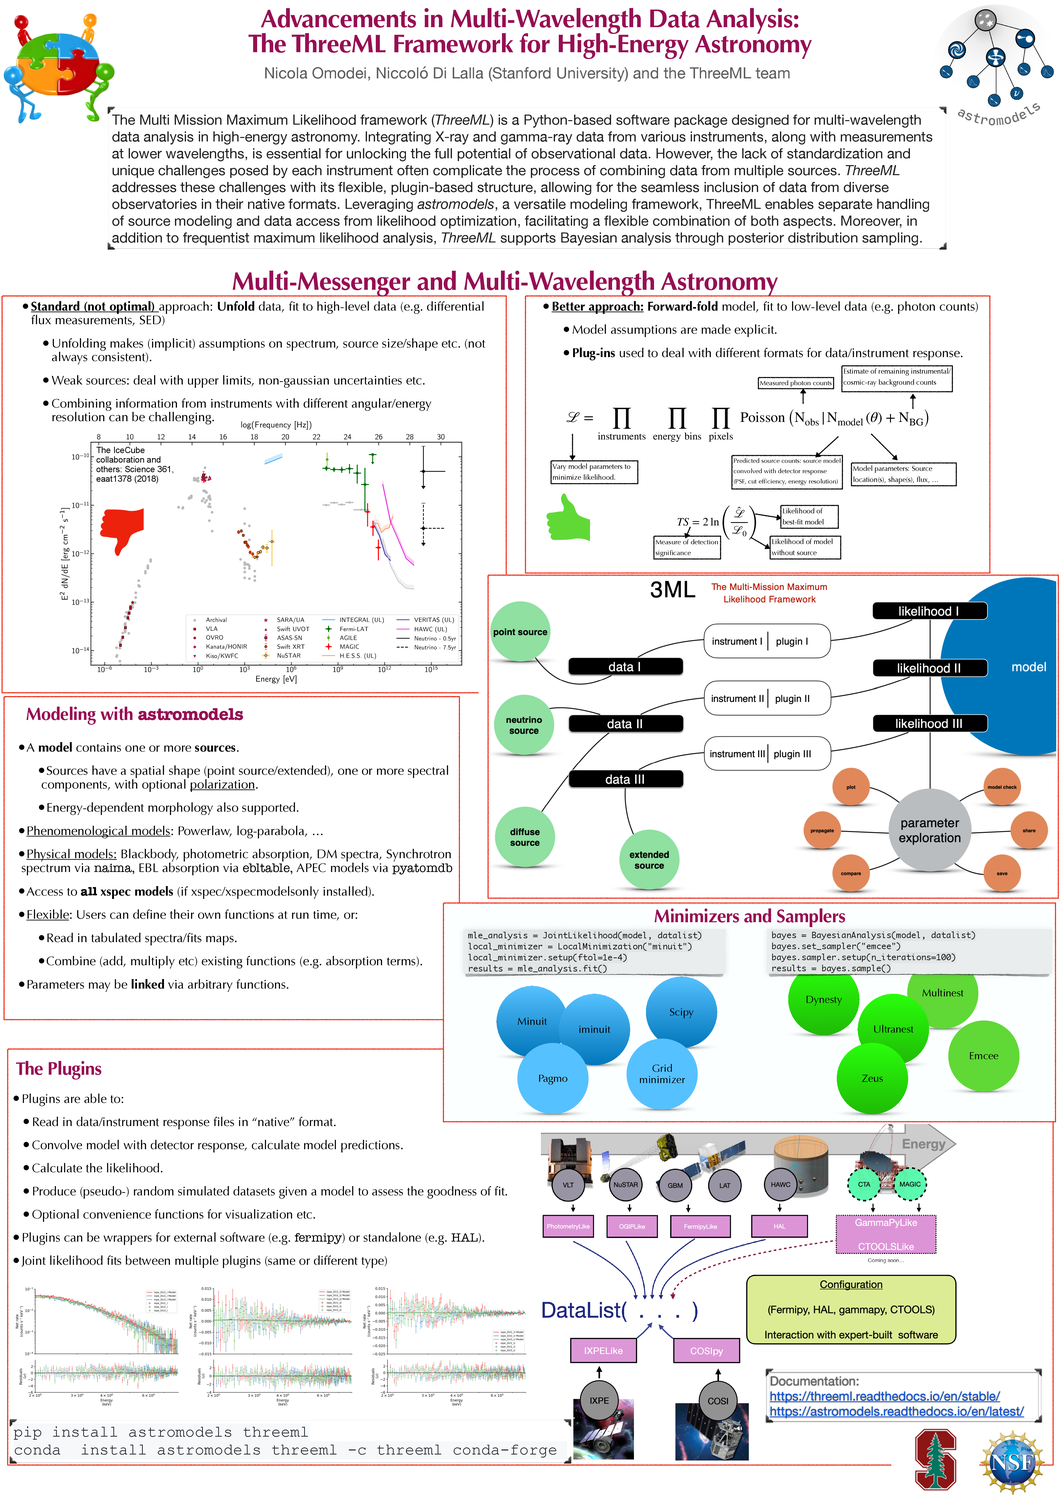 Advancements in Multi-Wavelength Data Analysis:
The ThreeML Framework for High-Energy Astronomy
Nicola Omodei, Niccoló Di Lalla (Stanford University) and the ThreeML team
astromodels
The Multi Mission Maximum Likelihood framework (ThreeML) is a Python-based software package designed for multi-wavelength
data analysis in high-energy astronomy. Integrating X-ray and gamma-ray data from various instruments, along with measurements
at lower wavelengths, is essential for unlocking the full potential of observational data. However, the lack of standardization and
unique challenges posed by each instrument often complicate the process of combining data from multiple sources. ThreeML
addresses these challenges with its flexible, plugin-based structure, allowing for the seamless inclusion of data from diverse
observatories in their native formats. Leveraging astromodels, a versatile modeling framework, ThreeML enables separate handling
of source modeling and data access from likelihood optimization, facilitating a flexible combination of both aspects. Moreover, in
addition to frequentist maximum likelihood analysis, ThreeML supports Bayesian analysis through posterior distribution sampling.
Multi-Messenger and Multi-Wavelength Astronomy
• Standard (not optimal) approach: Unfold data, fit to high-level data (e.g. differential
flux measurements, SED)
• Unfolding makes (implicit) assumptions on spectrum, source size/shape etc. (not
always consistent).
• Weak sources: deal with upper limits, non-gaussian uncertainties etc.
• Combining information from instruments with different angular/energy
resolution can be challenging.
log(Frequency [Hz])
8 10 12 14 16 18 20 22 24 26 28 30
The IceCube
collaboration and
others: Science 361,
eaat1378 (2018)
E² dN/dE [erg cm⁻² s⁻¹]
10⁻¹⁰
10⁻¹¹
10⁻¹²
10⁻¹³
10⁻¹⁴
Archival
VLA
OVRO
Kanata/HONIR
Kiso/KWFC
SARA/UA
Swift UVOT
ASAS-SN
Swift XRT
NuSTAR
INTEGRAL (UL)
Fermi-LAT
AGILE
MAGIC
H.E.S.S. (UL)
VERITAS (UL)
HAWC (UL)
Neutrino - 0.5yr
Neutrino - 7.5yr
10⁻⁶ 10⁻³ 10⁰ 10³ 10⁶ 10⁹ 10¹² 10¹⁵
Energy [eV]
• Better approach: Forward-fold model, fit to low-level data (e.g. photon counts)
• Model assumptions are made explicit.
• Plug-ins used to deal with different formats for data/instrument response.
Measured photon counts
Estimate of remaining instrumental/
cosmic-ray background counts
ℒ = ∏ ∏ ∏ Poisson (N_obs | N_model (θ) + N_BG)
instruments energy bins pixels
Vary model parameters to
minimize likelihood.
Predicted source counts: source model
convolved with detector response
(PSF, cut efficiency, energy resolution)
Model parameters: Source
location(s), shape(s), flux, …
TS = 2 ln (ℒ̂ / ℒ₀)
Likelihood of
best-fit model
Measure of detection
significance
Likelihood of model
without source
3ML
The Multi-Mission Maximum
Likelihood Framework
point source
neutrino
source
diffuse
source
extended
source
data I
data II
data III
instrument I | plugin I
instrument II | plugin II
instrument III | plugin III
likelihood I
likelihood II
likelihood III
model
parameter
exploration
plot
propagate
compare
model check
share
save
Modeling with astromodels
• A model contains one or more sources.
• Sources have a spatial shape (point source/extended), one or more spectral
components, with optional polarization.
• Energy-dependent morphology also supported.
• Phenomenological models: Powerlaw, log-parabola, …
• Physical models: Blackbody, photometric absorption, DM spectra, Synchrotron
spectrum via naima, EBL absorption via ebltable, APEC models via pyatomdb
• Access to all xspec models (if xspec/xspecmodelsonly installed).
• Flexible: Users can define their own functions at run time, or:
• Read in tabulated spectra/fits maps.
• Combine (add, multiply etc) existing functions (e.g. absorption terms).
• Parameters may be linked via arbitrary functions.
Minimizers and Samplers
mle_analysis = JointLikelihood(model, datalist)
local_minimizer = LocalMinimization("minuit")
local_minimizer.setup(ftol=1e-4)
results = mle_analysis.fit()
bayes = BayesianAnalysis(model, datalist)
bayes.set_sampler("emcee")
bayes.sampler.setup(n_iterations=100)
results = bayes.sample()
Minuit
iminuit
Scipy
Pagmo
Grid
minimizer
Dynesty
Multinest
Ultranest
Emcee
Zeus
The Plugins
• Plugins are able to:
• Read in data/instrument response files in “native” format.
• Convolve model with detector response, calculate model predictions.
• Calculate the likelihood.
• Produce (pseudo-) random simulated datasets given a model to assess the goodness of fit.
• Optional convenience functions for visualization etc.
• Plugins can be wrappers for external software (e.g. fermipy) or standalone (e.g. HAL).
• Joint likelihood fits between multiple plugins (same or different type)
Energy
VLT
NuSTAR
GBM
LAT
HAWC
CTA
MAGIC
PhotometryLike
OGIPLike
FermipyLike
HAL
GammaPyLike
CTOOLSLike
Coming soon...
DataList( . . . )
IXPELike
COSIpy
IXPE
COSI
Configuration
(Fermipy, HAL, gammapy, CTOOLS)
Interaction with expert-built software
Documentation:
https://threeml.readthedocs.io/en/stable/
https://astromodels.readthedocs.io/en/latest/
pip install astromodels threeml
conda install astromodels threeml -c threeml conda-forge
S
NSF